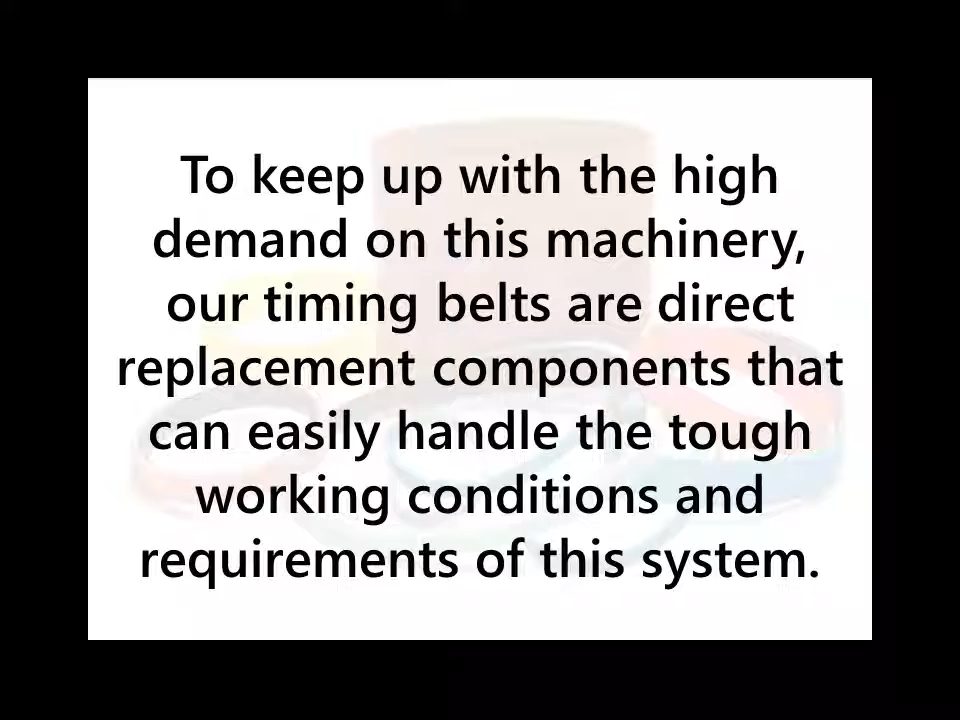 To keep up with the high
demand on this machinery,
our timing belts are direct
replacement components that
can easily handle the tough
working conditions and
requirements of this system.